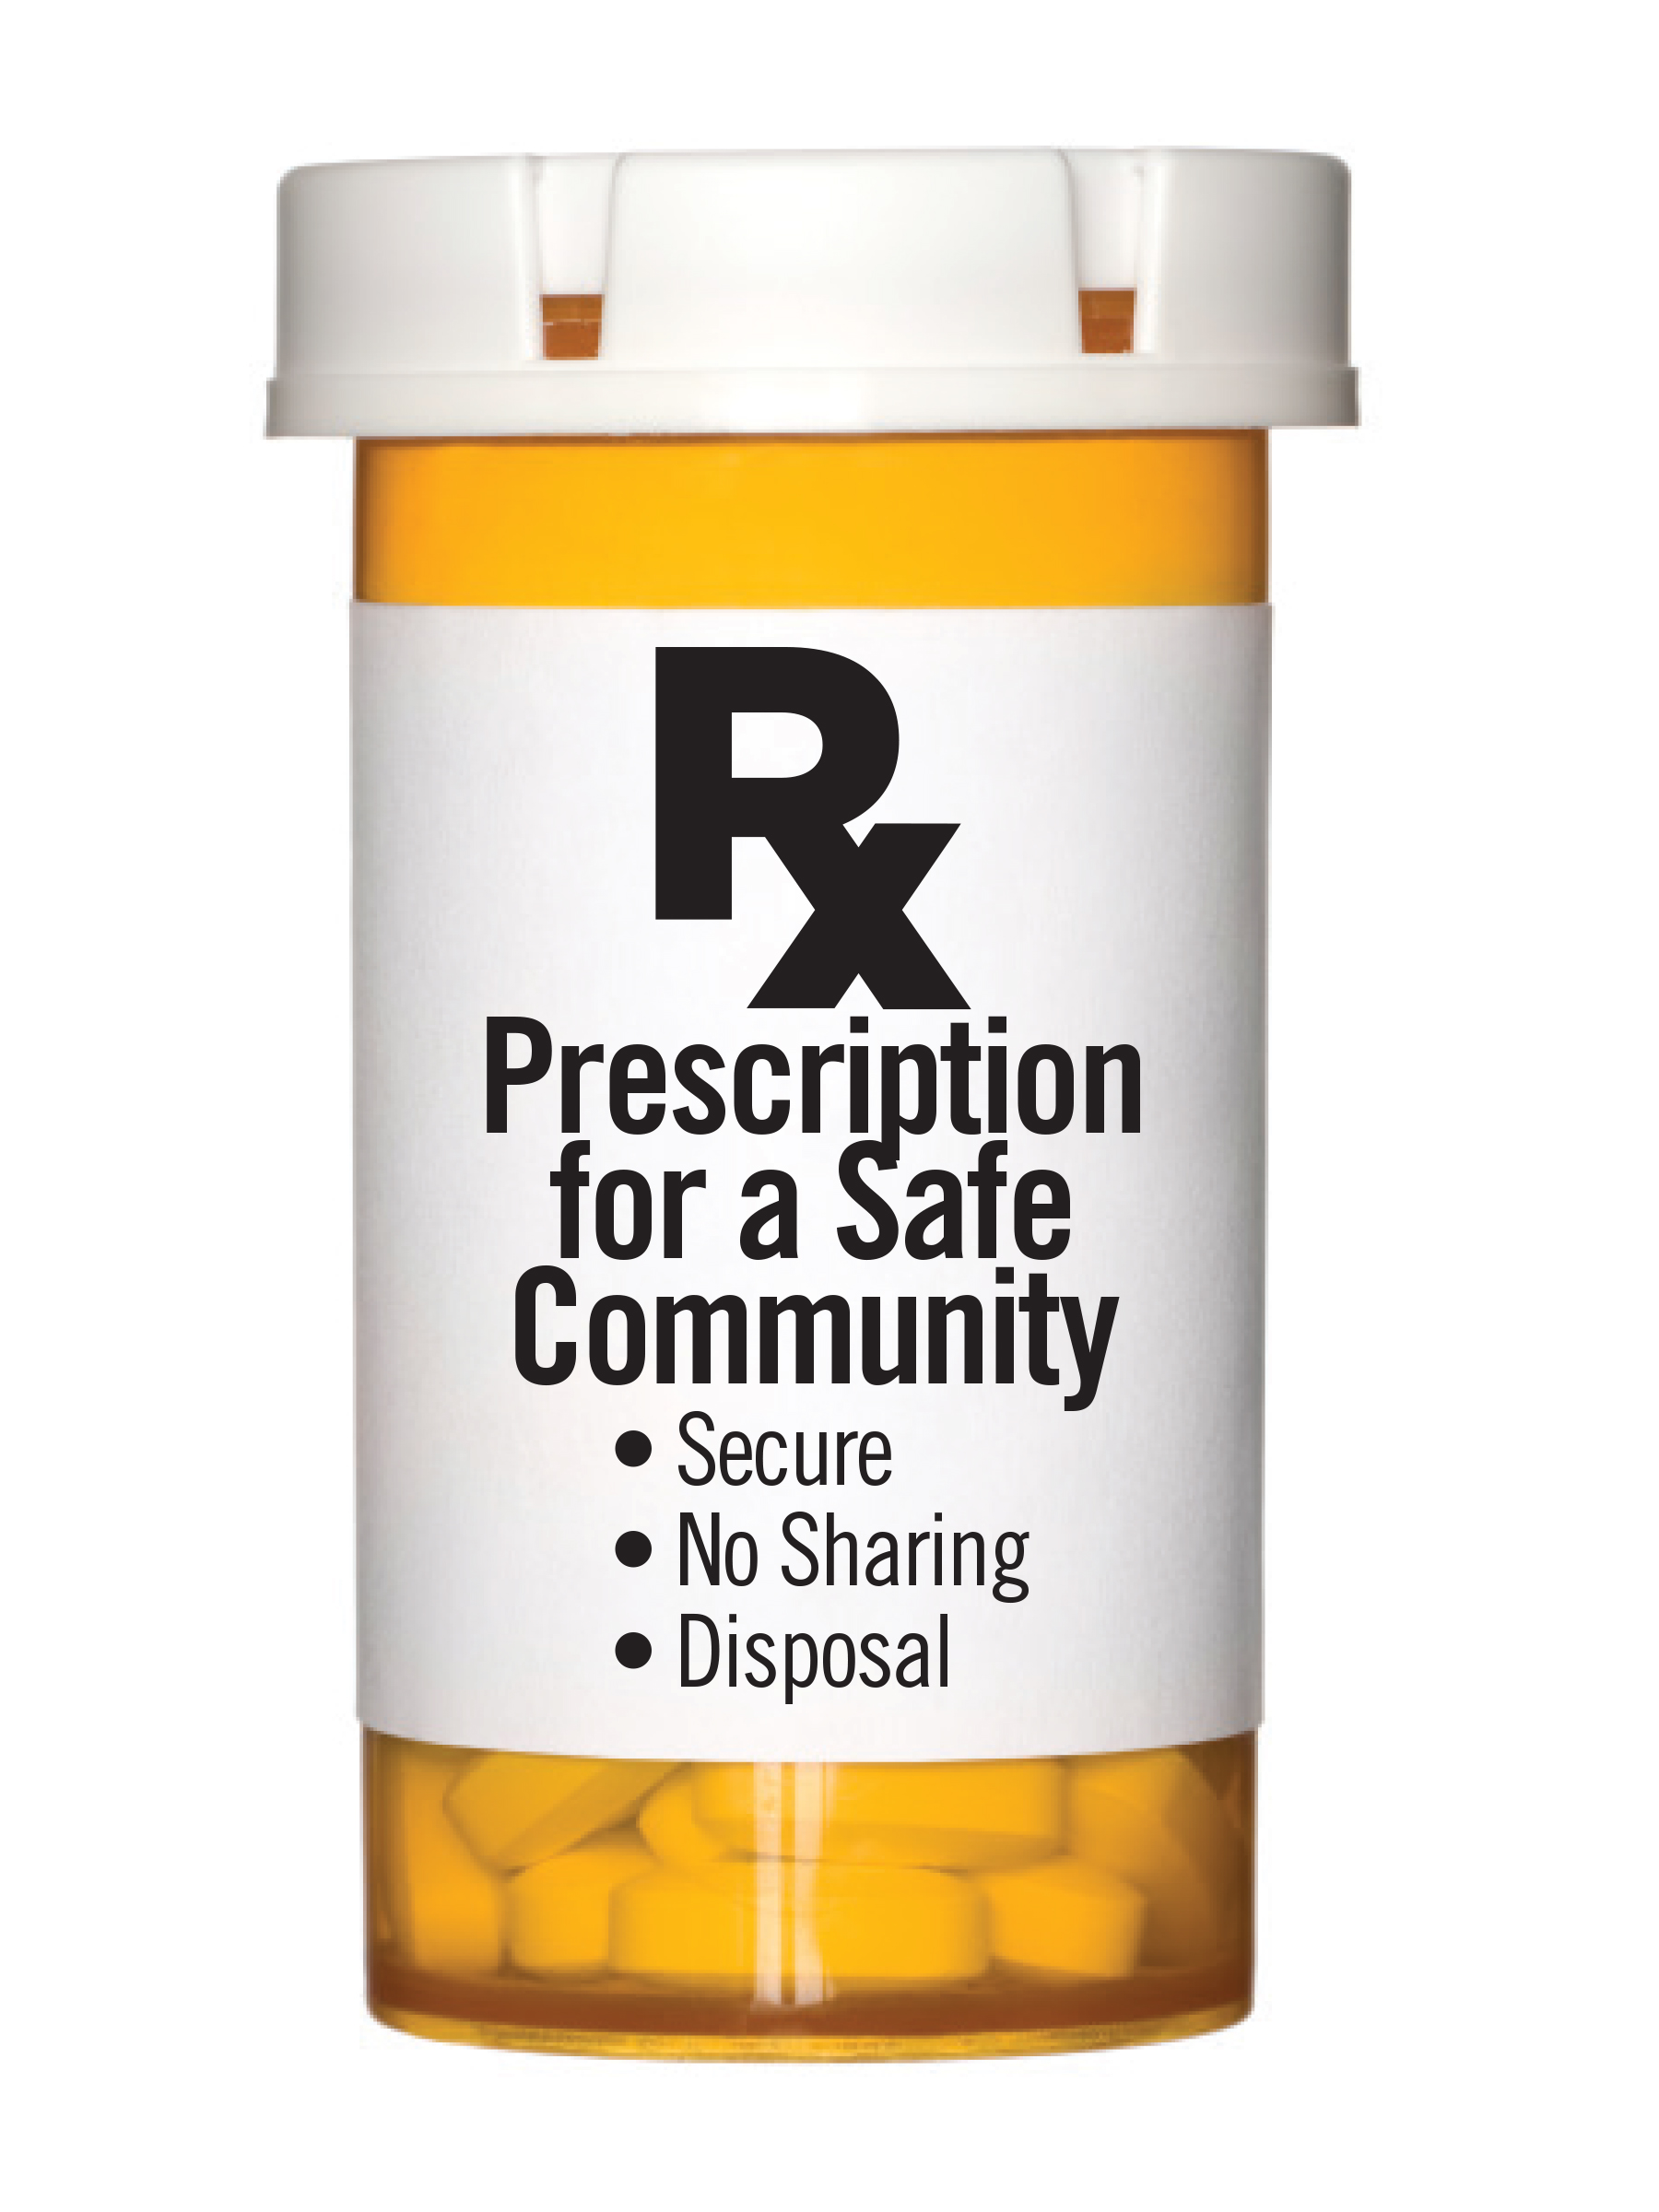 Rx
Prescription
for a Safe
Community
• Secure
• No Sharing
• Disposal